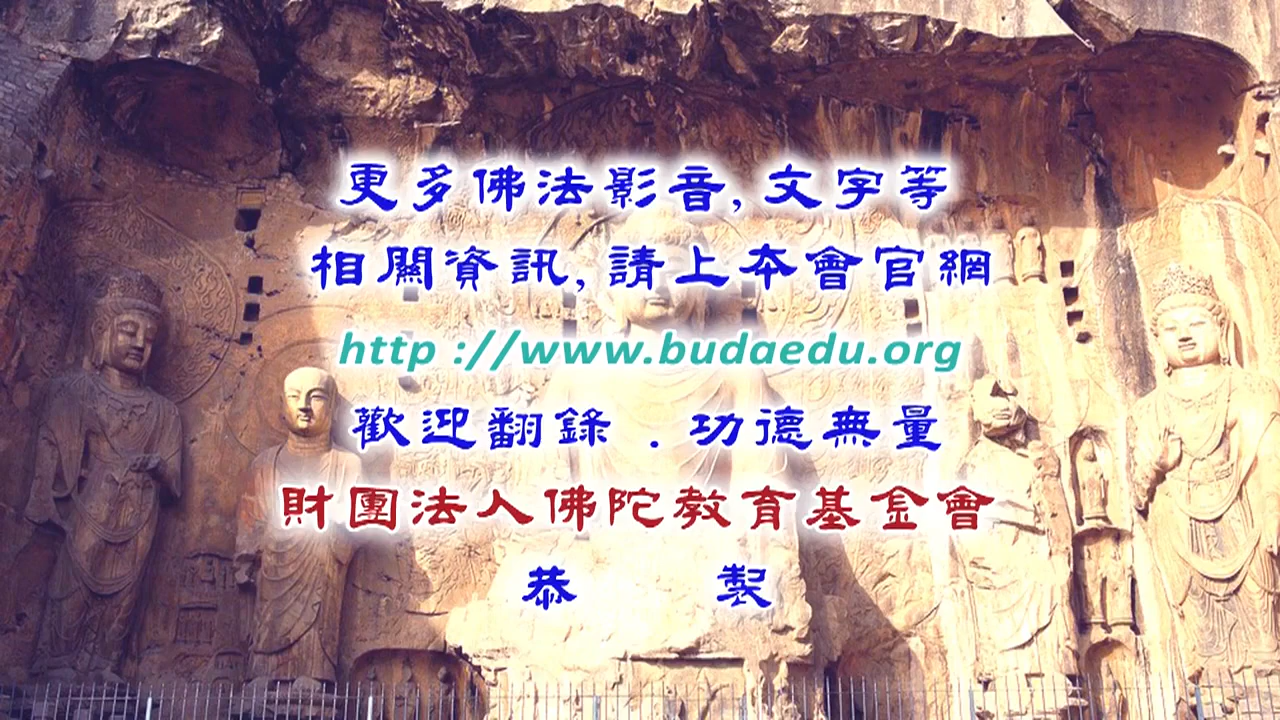 更多佛法影音,文字等
相關資訊,請上本會官網
http ://www.budaedu.org
歡迎翻錄 . 功德無量
財團法人佛陀教育基金會
恭 製